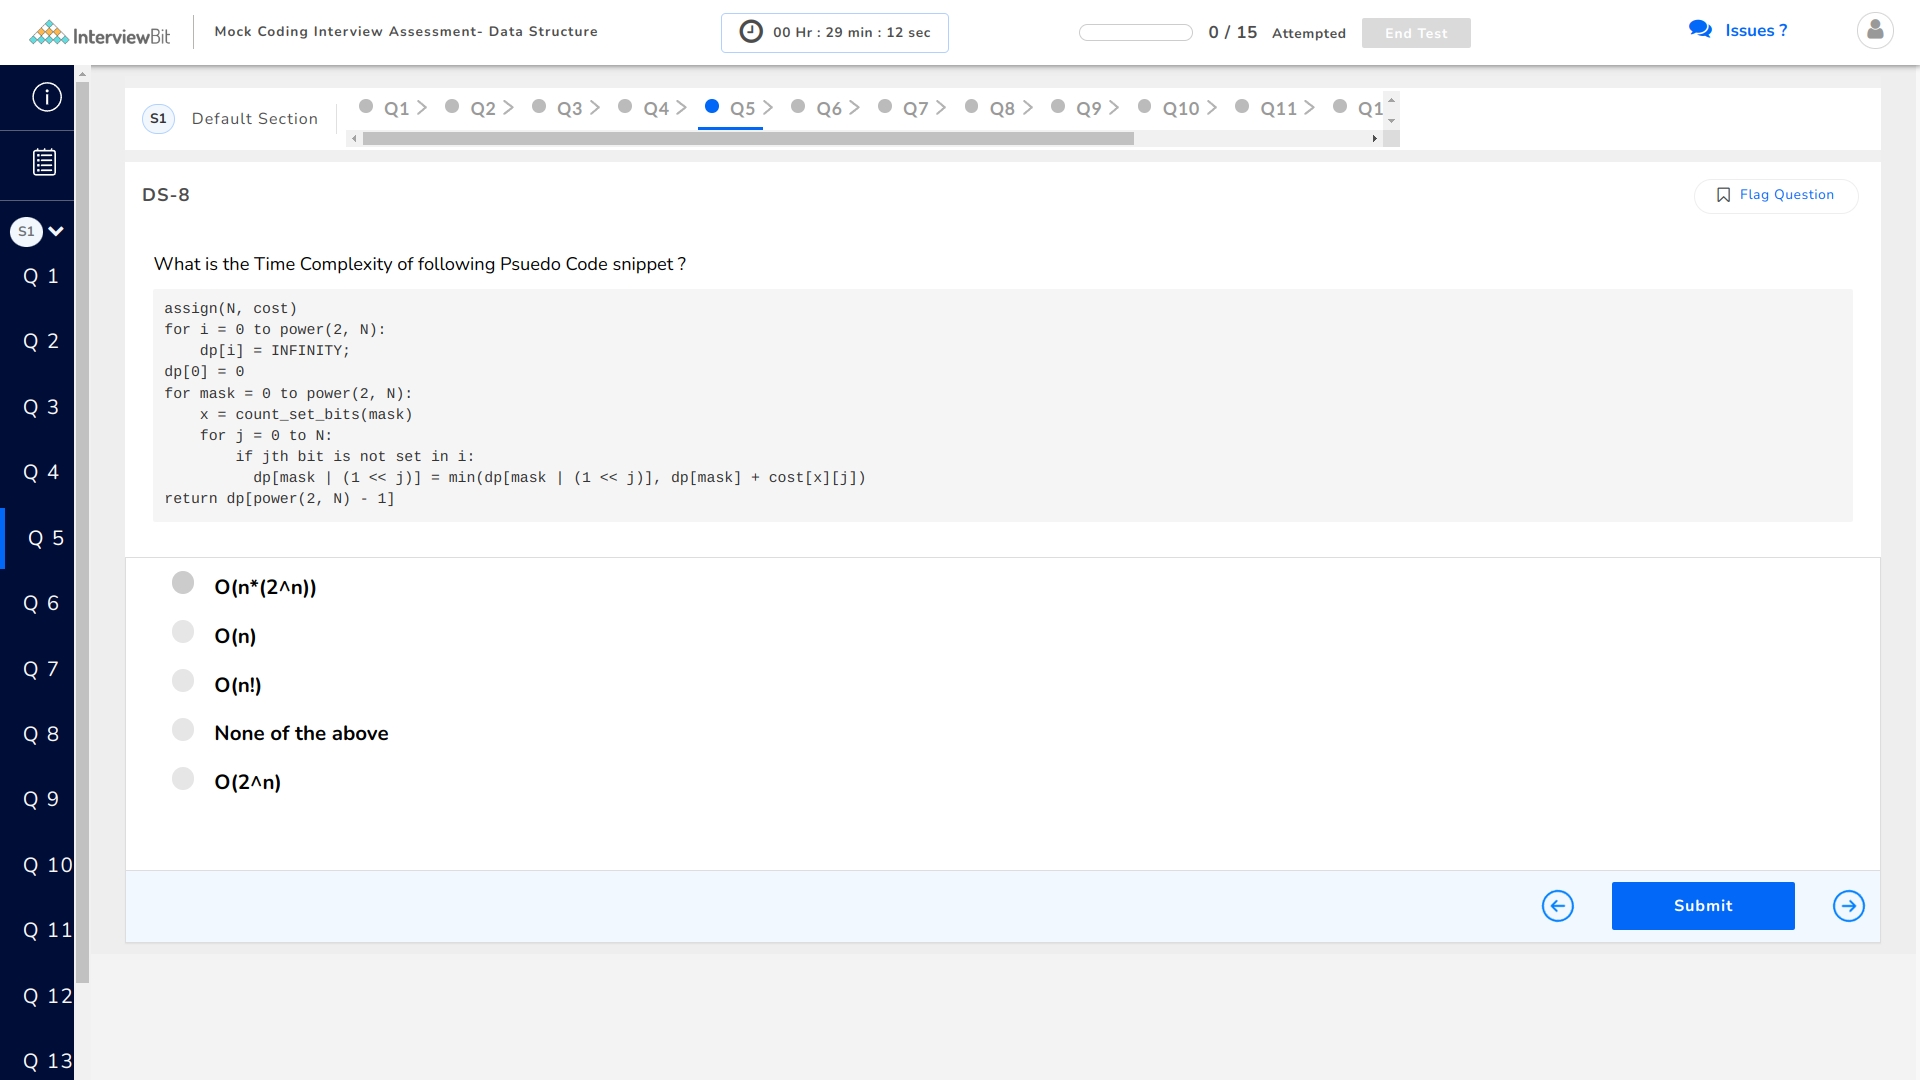 InterviewBit
Mock Coding Interview Assessment- Data Structure
00 Hr : 29 min : 12 sec
0 / 15 Attempted
End Test
Issues ?
S1 Default Section
Q1 Q2 Q3 Q4 Q5 Q6 Q7 Q8 Q9 Q10 Q11 Q1
S1
Q 1
Q 2
Q 3
Q 4
Q 5
Q 6
Q 7
Q 8
Q 9
Q 10
Q 11
Q 12
Q 13
DS-8
Flag Question
What is the Time Complexity of following Psuedo Code snippet ?
assign(N, cost)
for i = 0 to power(2, N):
    dp[i] = INFINITY;
dp[0] = 0
for mask = 0 to power(2, N):
    x = count_set_bits(mask)
    for j = 0 to N:
        if jth bit is not set in i:
          dp[mask | (1 << j)] = min(dp[mask | (1 << j)], dp[mask] + cost[x][j])
return dp[power(2, N) - 1]
O(n*(2^n))
O(n)
O(n!)
None of the above
O(2^n)
Submit